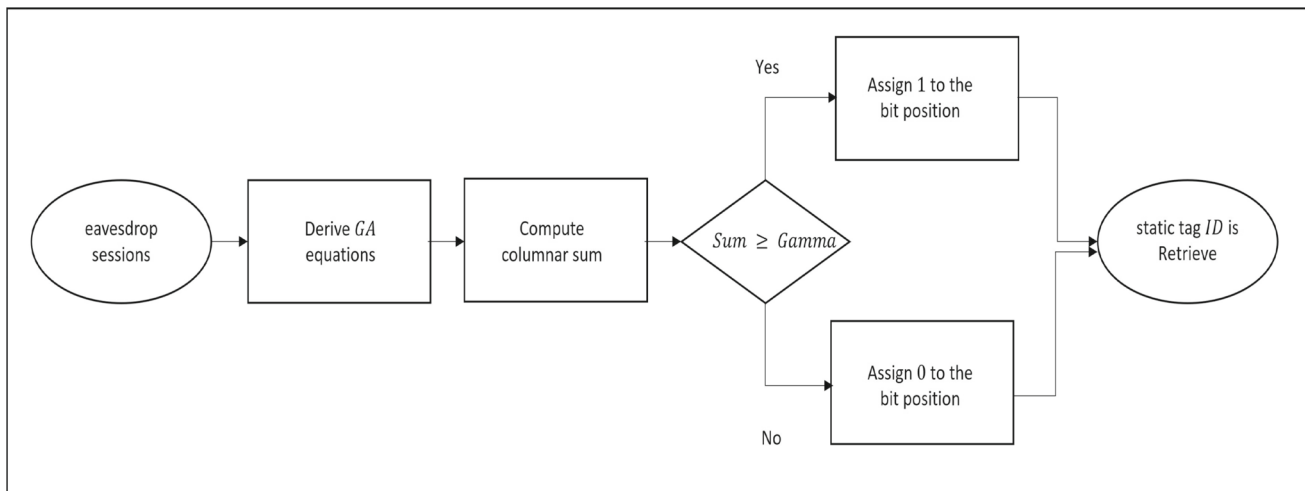 eavesdrop
sessions
Derive GA
equations
Compute
columnar sum
Sum ≥ Gamma
Yes
Assign 1 to the
bit position
No
Assign 0 to the
bit position
static tag ID is
Retrieve